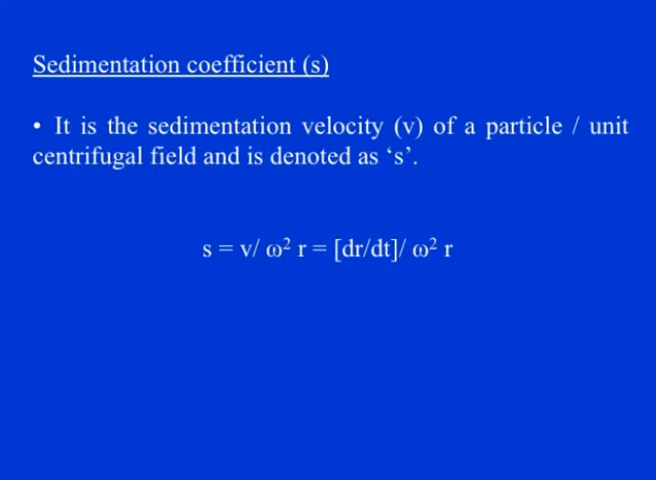 Sedimentation coefficient (s)
• It is the sedimentation velocity (v) of a particle / unit
centrifugal field and is denoted as ‘s’.
s = v/ ω² r = [dr/dt]/ ω² r